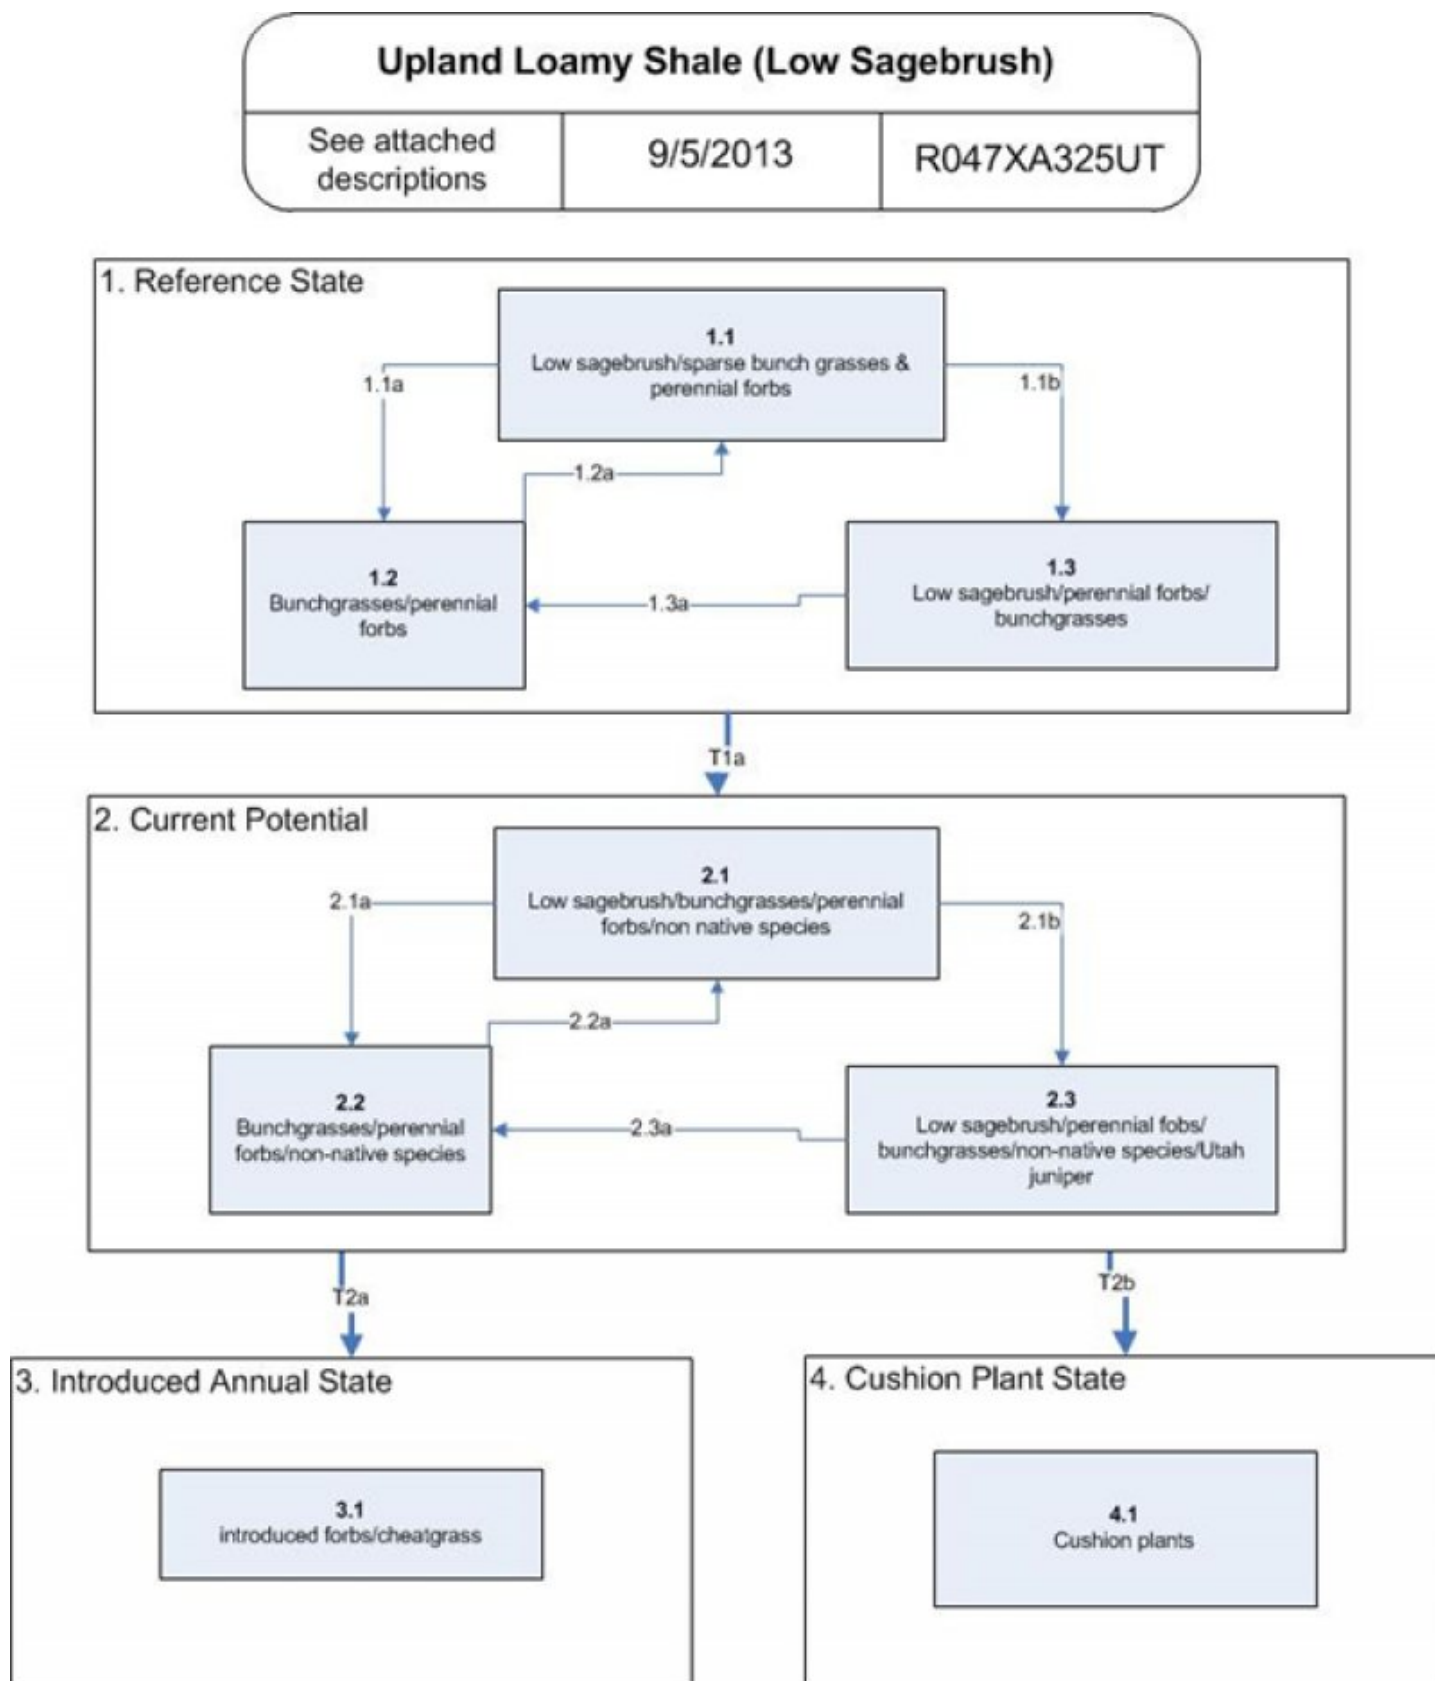 Upland Loamy Shale (Low Sagebrush)
See attached
descriptions
9/5/2013
R047XA325UT
1. Reference State
1.1
Low sagebrush/sparse bunch grasses &
perennial forbs
1.1a
1.1b
1.2a
1.2
Bunchgrasses/perennial
forbs
1.3a
1.3
Low sagebrush/perennial forbs/
bunchgrasses
T1a
2. Current Potential
2.1
Low sagebrush/bunchgrasses/perennial
forbs/non native species
2.1a
2.1b
2.2a
2.2
Bunchgrasses/perennial
forbs/non-native species
2.3a
2.3
Low sagebrush/perennial fobs/
bunchgrasses/non-native species/Utah
juniper
T2a
T2b
3. Introduced Annual State
3.1
introduced forbs/cheatgrass
4. Cushion Plant State
4.1
Cushion plants